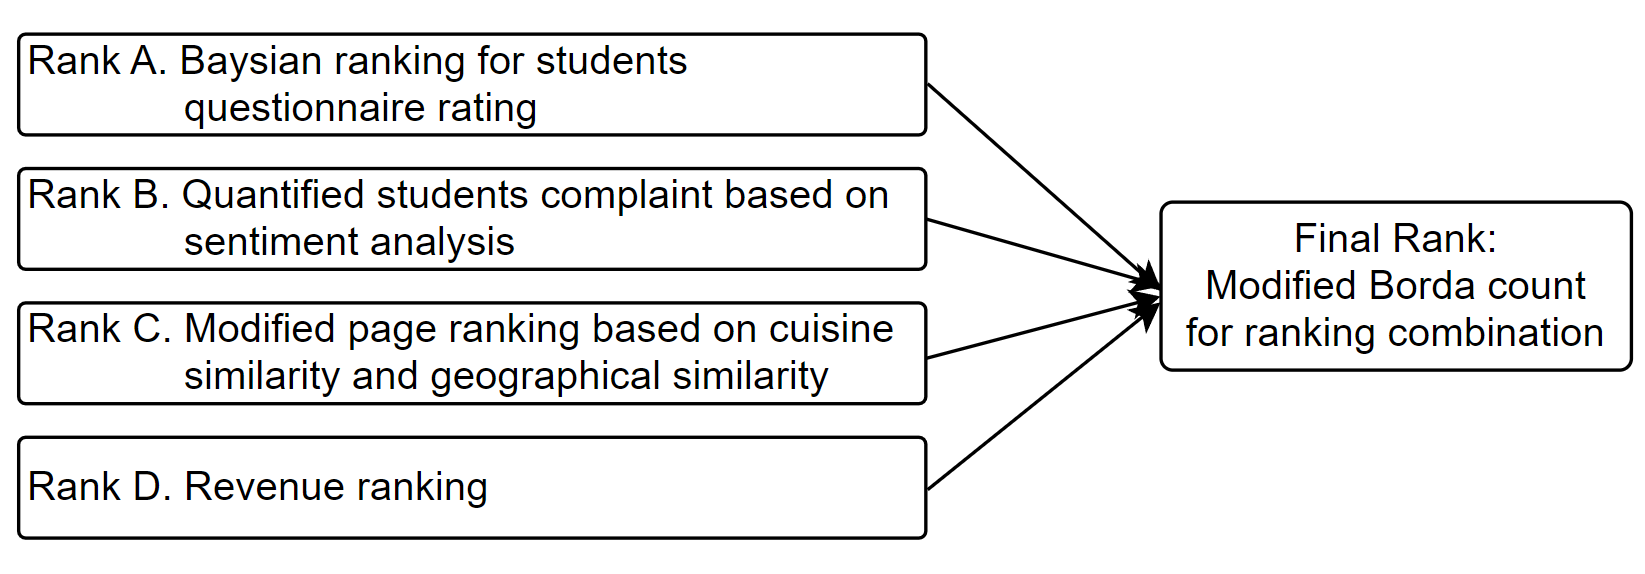 Rank A. Baysian ranking for students
questionnaire rating
Rank B. Quantified students complaint based on
sentiment analysis
Rank C. Modified page ranking based on cuisine
similarity and geographical similarity
Rank D. Revenue ranking
Final Rank:
Modified Borda count
for ranking combination